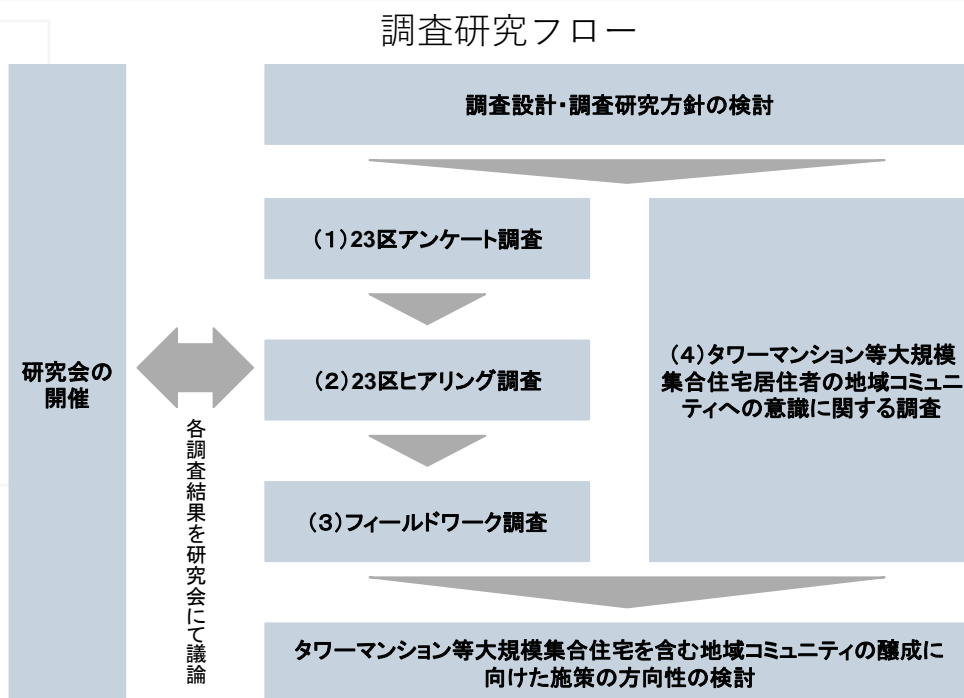 調査研究フロー
調査設計・調査研究方針の検討
(1)23区アンケート調査
(2)23区ヒアリング調査
(3)フィールドワーク調査
(4)タワーマンション等大規模
集合住宅居住者の地域コミュニ
ティへの意識に関する調査
研究会の
開催
各調査結果を研究会にて議論
タワーマンション等大規模集合住宅を含む地域コミュニティの醸成に
向けた施策の方向性の検討